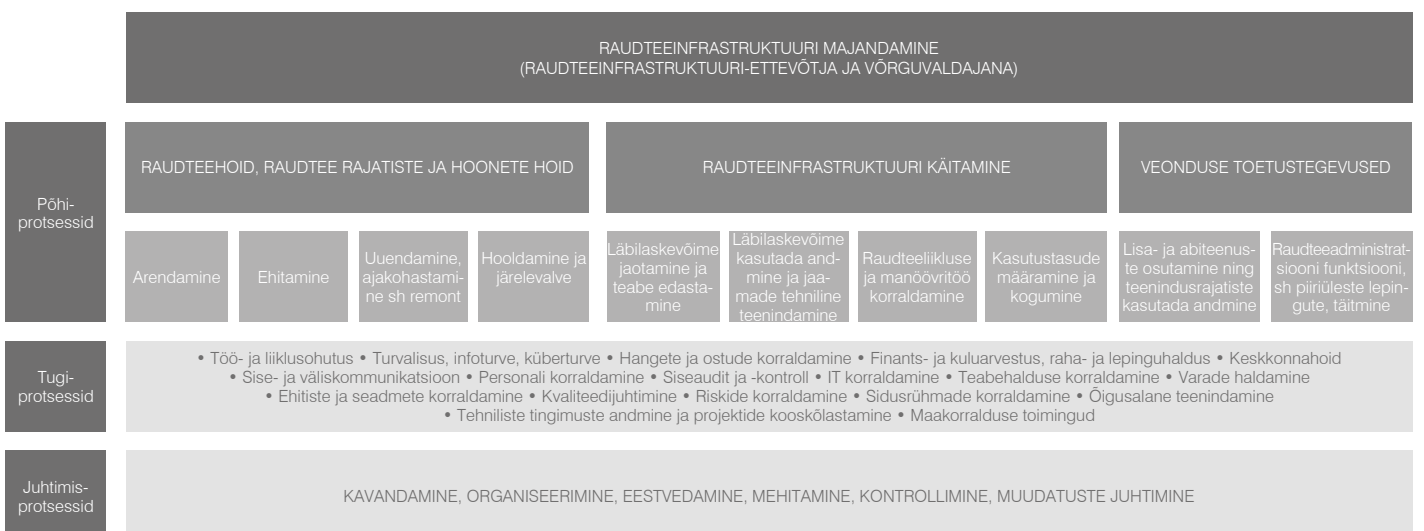 RAUDTEEINFRASTRUKTUURI MAJANDAMINE
(RAUDTEEINFRASTRUKTUURI-ETTEVÕTJA JA VÕRGUVALDAJANA)
Põhi-
protsessid
RAUDTEEHOID, RAUDTEE RAJATISTE JA HOONETE HOID
RAUDTEEINFRASTRUKTUURI KÄITAMINE
VEONDUSE TOETUSTEGEVUSED
Arendamine
Ehitamine
Uuendamine,
ajakohastami-
ne sh remont
Hooldamine ja
järelevalve
Läbilaskevõime
jaotamine ja
teabe edasta-
mine
Läbilaskevõime
kasutada and-
mine ja jaa-
made tehniline
teenindamine
Raudteeliikluse
ja manöövritöö
korraldamine
Kasutustasude
määramine ja
kogumine
Lisa- ja abiteenus-
te osutamine ning
teenindusrajatiste
kasutada andmine
Raudteeadministrat-
siooni funktsiooni,
sh piiriüleste lepin-
gute, täitmine
Tugi-
protsessid
• Töö- ja liiklusohutus • Turvalisus, infoturve, küberturve • Hangete ja ostude korraldamine • Finants- ja kuluarvestus, raha- ja lepinguhaldus • Keskkonnahoid
• Sise- ja väliskommunikatsioon • Personali korraldamine • Siseaudit ja -kontroll • IT korraldamine • Teabehalduse korraldamine • Varade haldamine
• Ehitiste ja seadmete korraldamine • Kvaliteedijuhtimine • Riskide korraldamine • Sidusrühmade korraldamine • Õigusalane teenindamine
• Tehniliste tingimuste andmine ja projektide kooskõlastamine • Maakorralduse toimingud
Juhtimis-
protsessid
KAVANDAMINE, ORGANISEERIMINE, EESTVEDAMINE, MEHITAMINE, KONTROLLIMINE, MUUDATUSTE JUHTIMINE